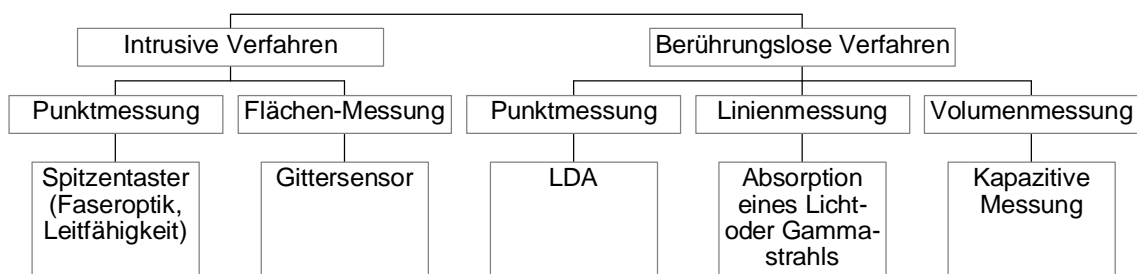 Intrusive Verfahren
Berührungslose Verfahren
Punktmessung
Flächen-Messung
Punktmessung
Linienmessung
Volumenmessung
Spitzentaster
(Faseroptik,
Leitfähigkeit)
Gittersensor
LDA
Absorption
eines Licht-
oder Gamma-
strahls
Kapazitive
Messung